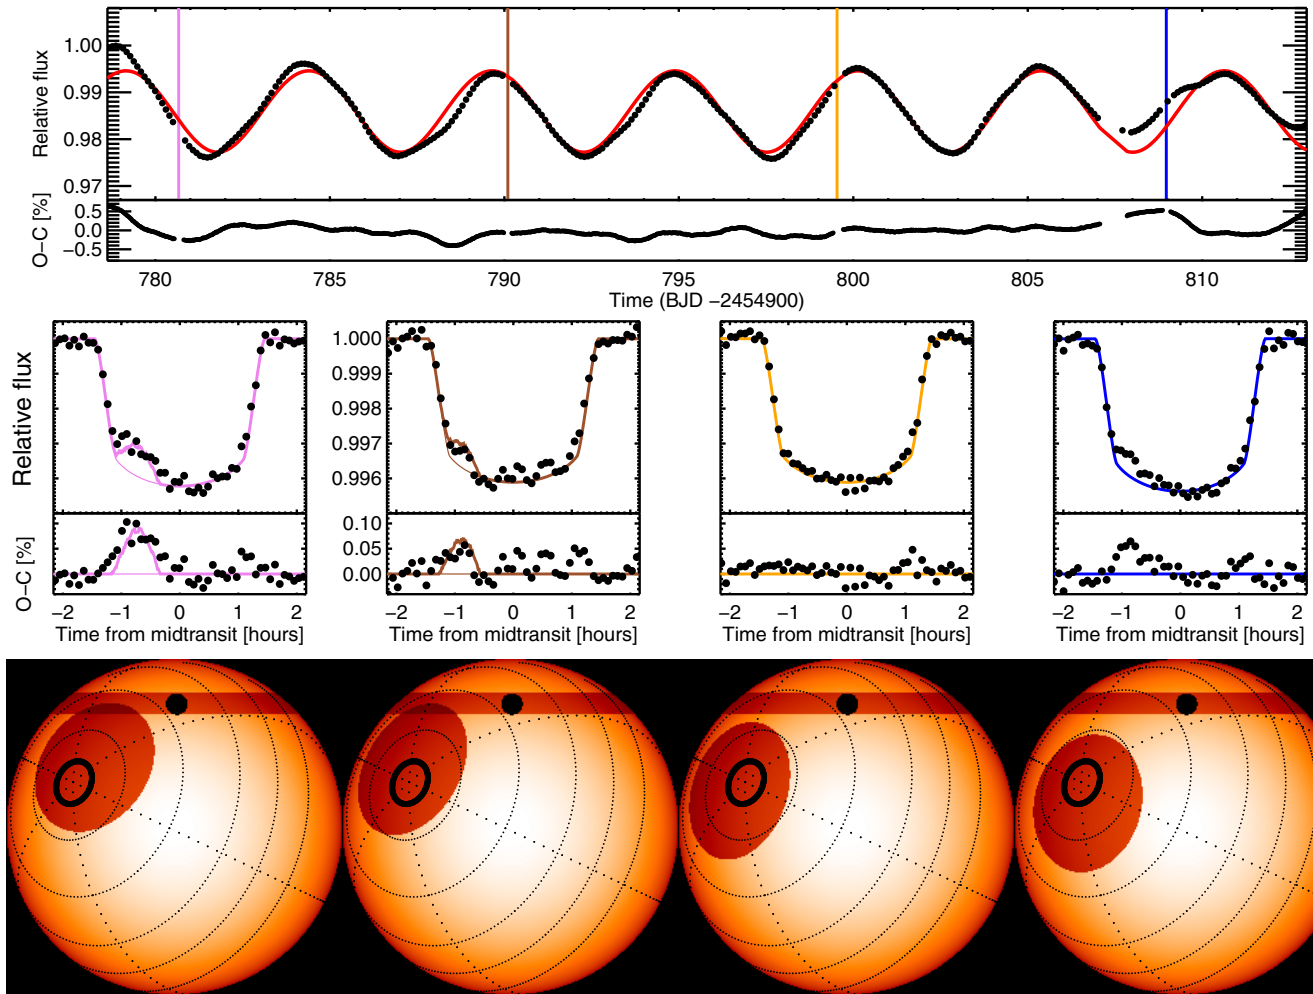 Relative flux
1.00
0.99
0.98
0.97
O−C [%]
0.5
0.0
−0.5
780 785 790 795 800 805 810
Time (BJD −2454900)
Relative flux
1.000
0.999
0.998
0.997
0.996
O−C [%]
0.10
0.05
0.00
−2 −1 0 1 2
−2 −1 0 1 2
−2 −1 0 1 2
−2 −1 0 1 2
Time from midtransit [hours]
Time from midtransit [hours]
Time from midtransit [hours]
Time from midtransit [hours]